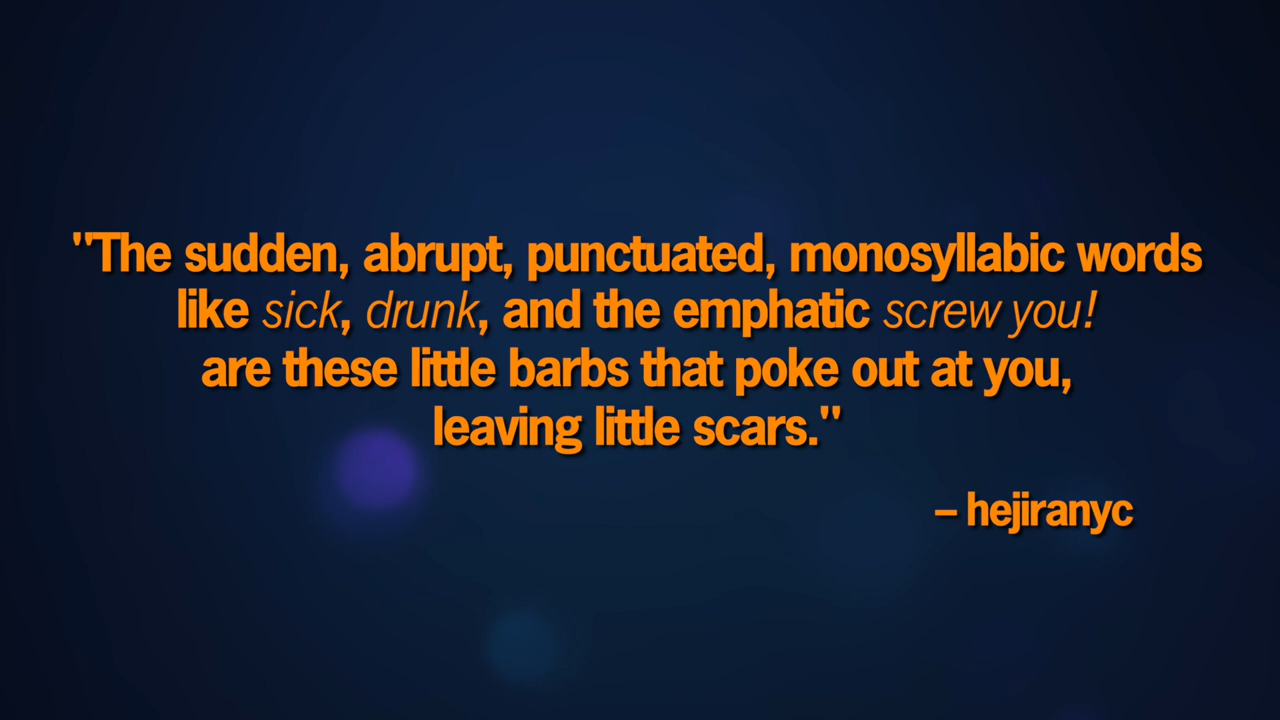 "The sudden, abrupt, punctuated, monosyllabic words
like sick, drunk, and the emphatic screw you!
are these little barbs that poke out at you,
leaving little scars."
– hejiranyc